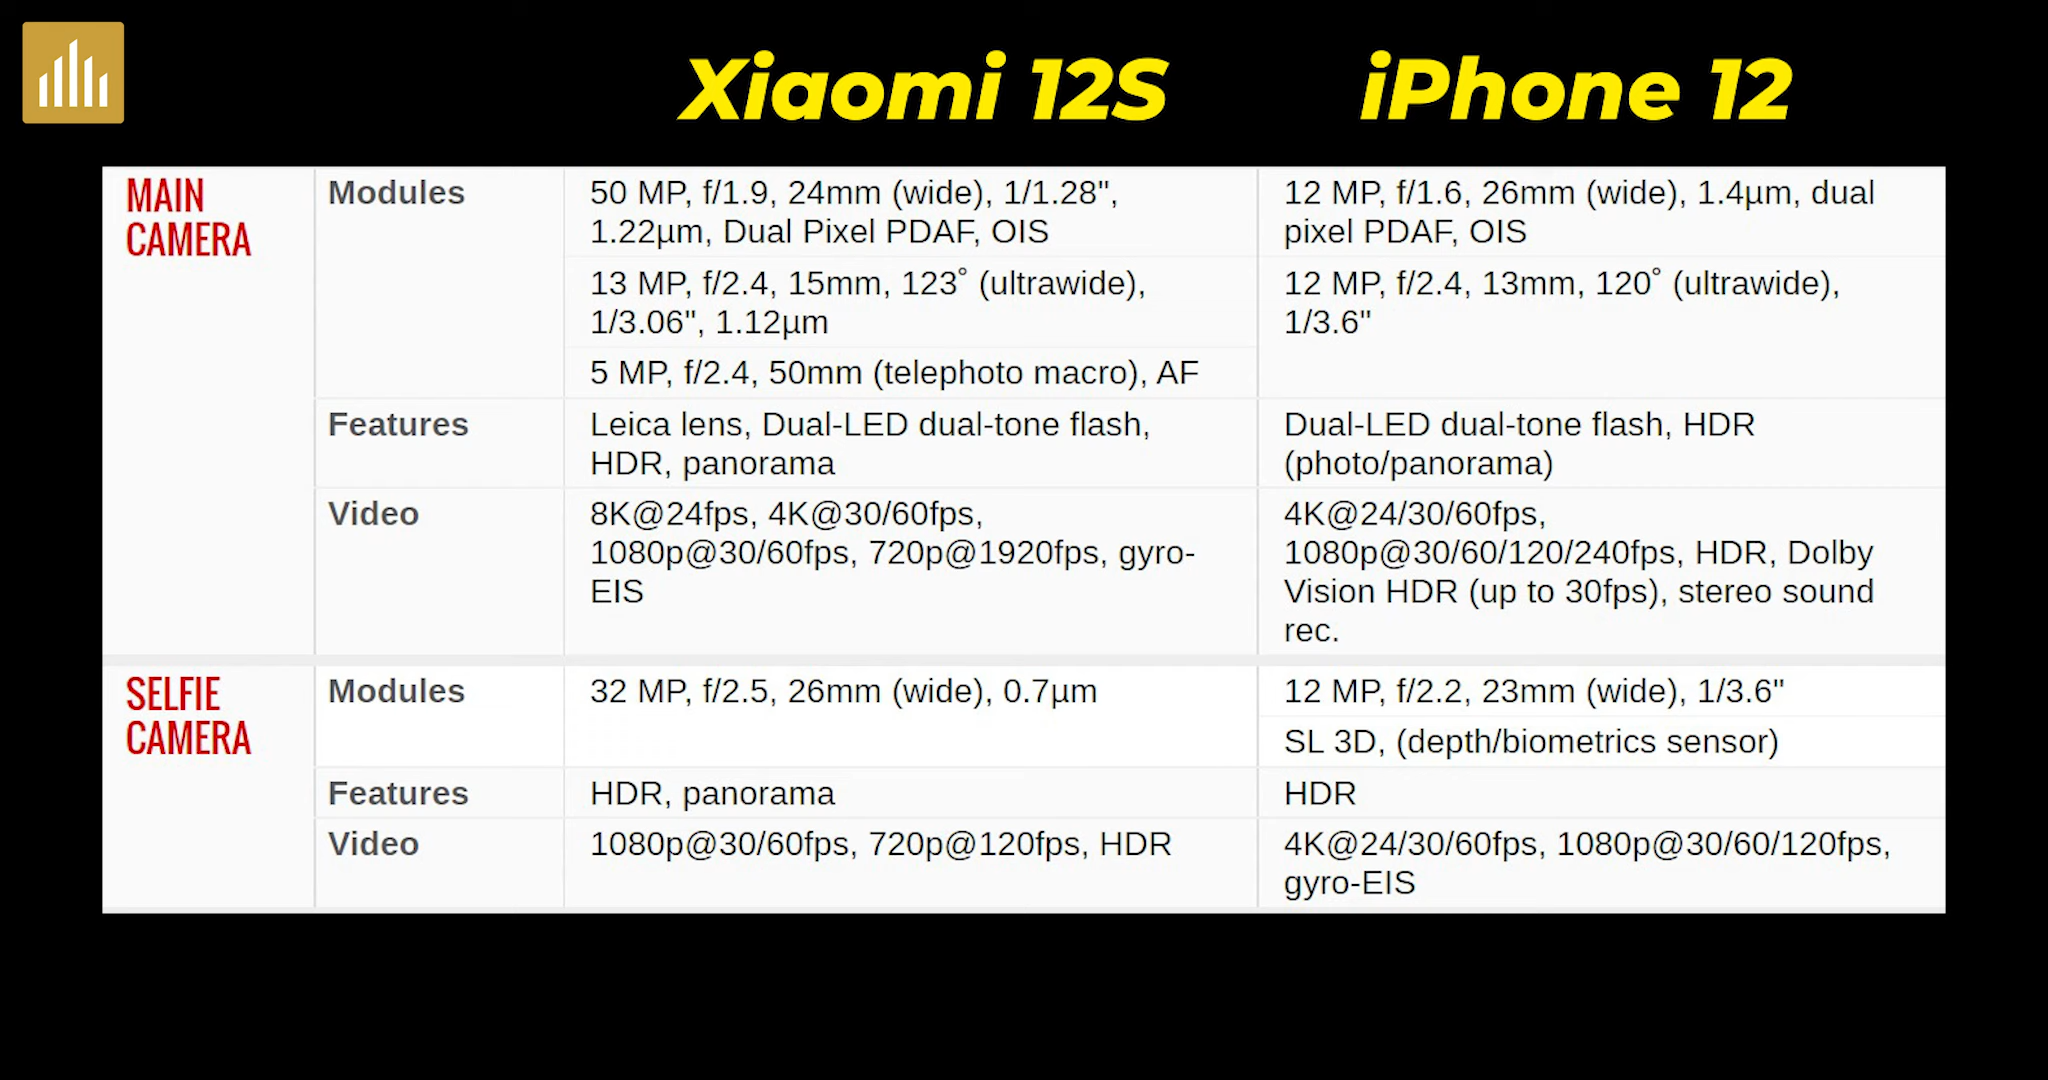 Xiaomi 12S
iPhone 12
MAIN
CAMERA
Modules
50 MP, f/1.9, 24mm (wide), 1/1.28",
1.22µm, Dual Pixel PDAF, OIS
12 MP, f/1.6, 26mm (wide), 1.4µm, dual
pixel PDAF, OIS
13 MP, f/2.4, 15mm, 123˚ (ultrawide),
1/3.06", 1.12µm
12 MP, f/2.4, 13mm, 120˚ (ultrawide),
1/3.6"
5 MP, f/2.4, 50mm (telephoto macro), AF
Features
Leica lens, Dual-LED dual-tone flash,
HDR, panorama
Dual-LED dual-tone flash, HDR
(photo/panorama)
Video
8K@24fps, 4K@30/60fps,
1080p@30/60fps, 720p@1920fps, gyro-
EIS
4K@24/30/60fps,
1080p@30/60/120/240fps, HDR, Dolby
Vision HDR (up to 30fps), stereo sound
rec.
SELFIE
CAMERA
Modules
32 MP, f/2.5, 26mm (wide), 0.7µm
12 MP, f/2.2, 23mm (wide), 1/3.6"
SL 3D, (depth/biometrics sensor)
Features
HDR, panorama
HDR
Video
1080p@30/60fps, 720p@120fps, HDR
4K@24/30/60fps, 1080p@30/60/120fps,
gyro-EIS